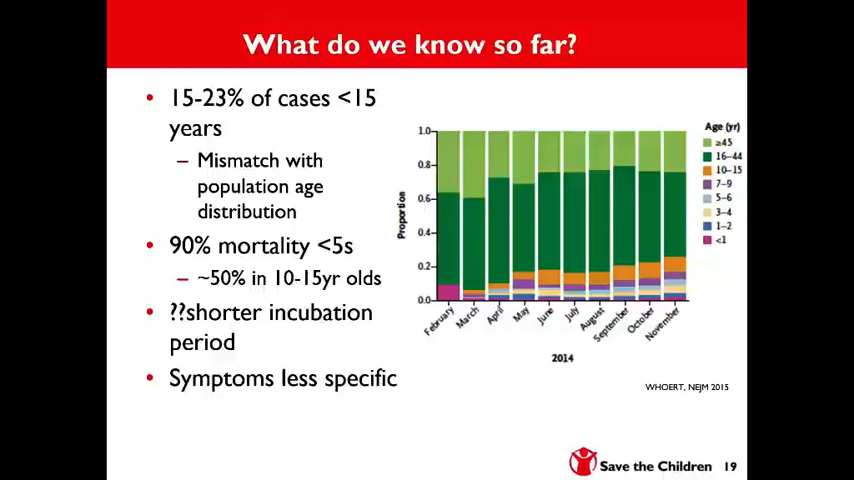 What do we know so far?
• 15-23% of cases <15
years
– Mismatch with
population age
distribution
• 90% mortality <5s
– ~50% in 10-15yr olds
• ??shorter incubation
period
• Symptoms less specific
Proportion
1.0
0.8
0.6
0.4
0.2
0.0
February
March
April
May
June
July
August
September
October
November
2014
Age (yr)
≥45
16–44
10–15
7–9
5–6
3–4
1–2
<1
WHOERT, NEJM 2015
Save the Children 19